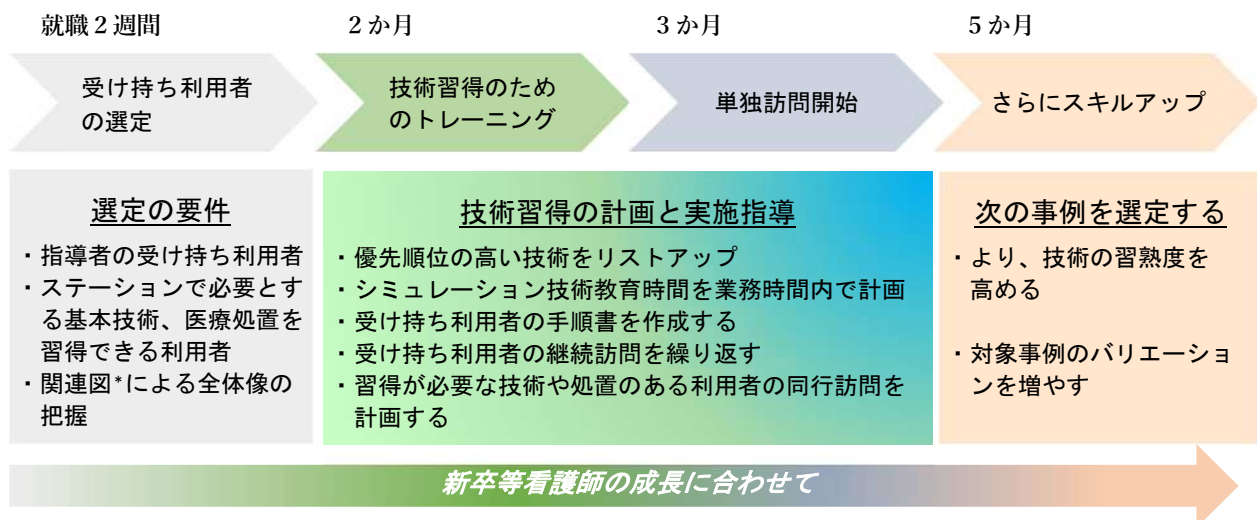 就職２週間
２か月
３か月
５か月
受け持ち利用者
の選定
技術習得のため
のトレーニング
単独訪問開始
さらにスキルアップ
選定の要件
・指導者の受け持ち利用者
・ステーションで必要とす
る基本技術、医療処置を
習得できる利用者
・関連図*による全体像の
把握
技術習得の計画と実施指導
・優先順位の高い技術をリストアップ
・シミュレーション技術教育時間を業務時間内で計画
・受け持ち利用者の手順書を作成する
・受け持ち利用者の継続訪問を繰り返す
・習得が必要な技術や処置のある利用者の同行訪問を
計画する
次の事例を選定する
・より、技術の習熟度を
高める
・対象事例のバリエーショ
ンを増やす
新卒等看護師の成長に合わせて